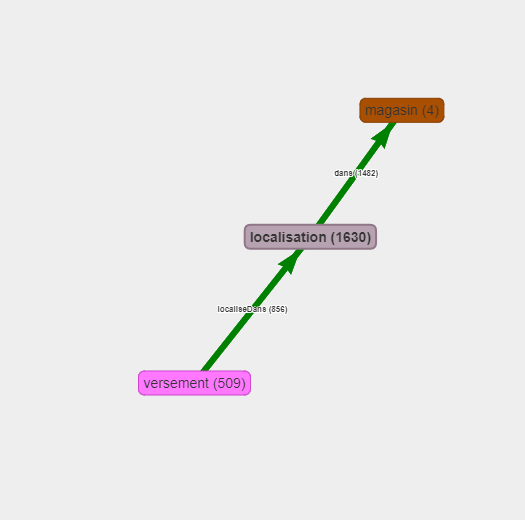 magasin (4)
dans (1482)
localisation (1630)
localiseDans (856)
versement (509)